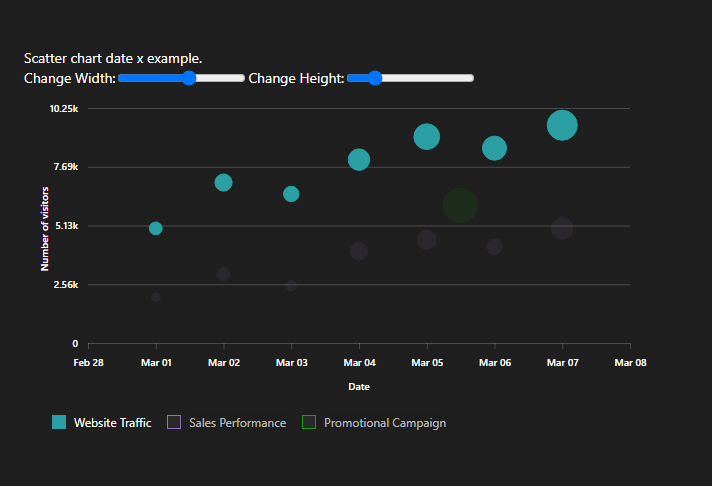 Scatter chart date x example.
Change Width: Change Height:
10.25k
7.69k
5.13k
2.56k
0
Number of visitors
Feb 28 Mar 01 Mar 02 Mar 03 Mar 04 Mar 05 Mar 06 Mar 07 Mar 08
Date
Website Traffic Sales Performance Promotional Campaign